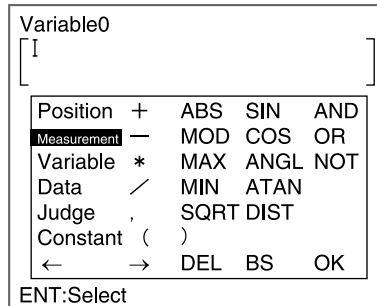 Variable0
Position + ABS SIN AND
Measurement — MOD COS OR
Variable * MAX ANGL NOT
Data ／ MIN ATAN
Judge , SQRT DIST
Constant ( )
← → DEL BS OK
ENT:Select